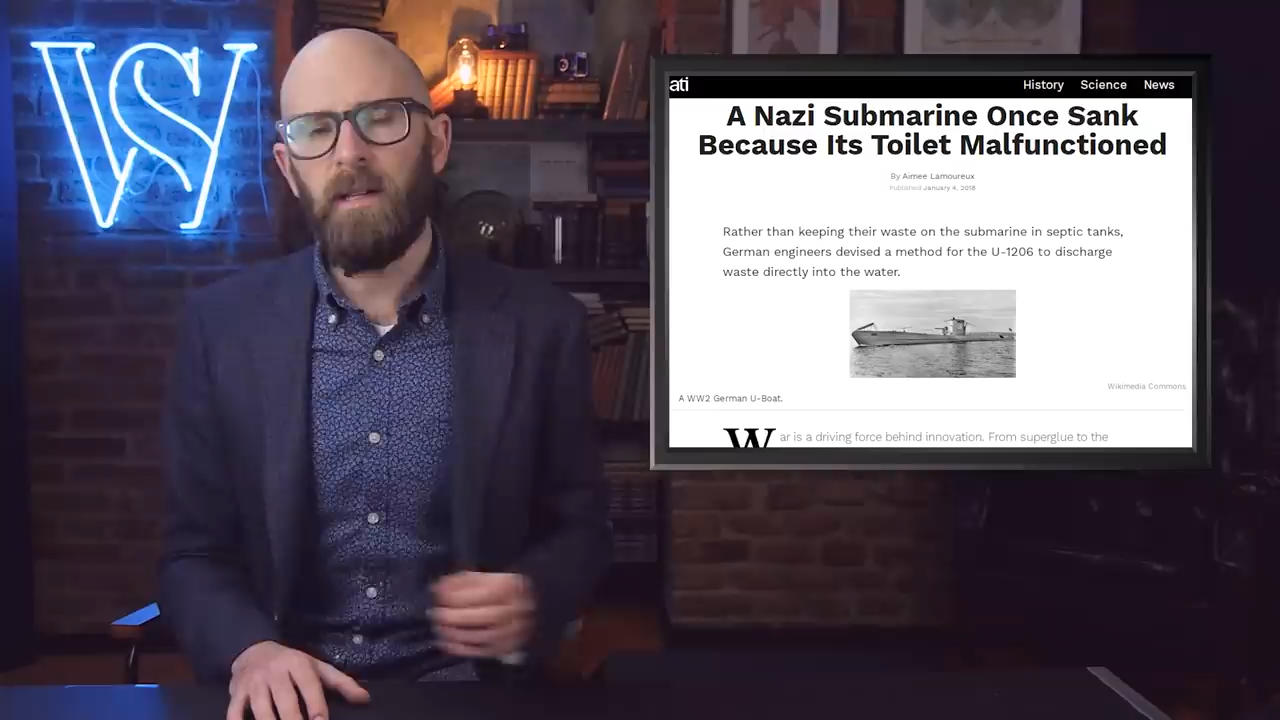 WS
ati
History Science News
A Nazi Submarine Once Sank
Because Its Toilet Malfunctioned
By Aimee Lamoureux
Published January 4, 2018
Rather than keeping their waste on the submarine in septic tanks,
German engineers devised a method for the U-1206 to discharge
waste directly into the water.
Wikimedia Commons
A WW2 German U-Boat.
War is a driving force behind innovation. From superglue to the